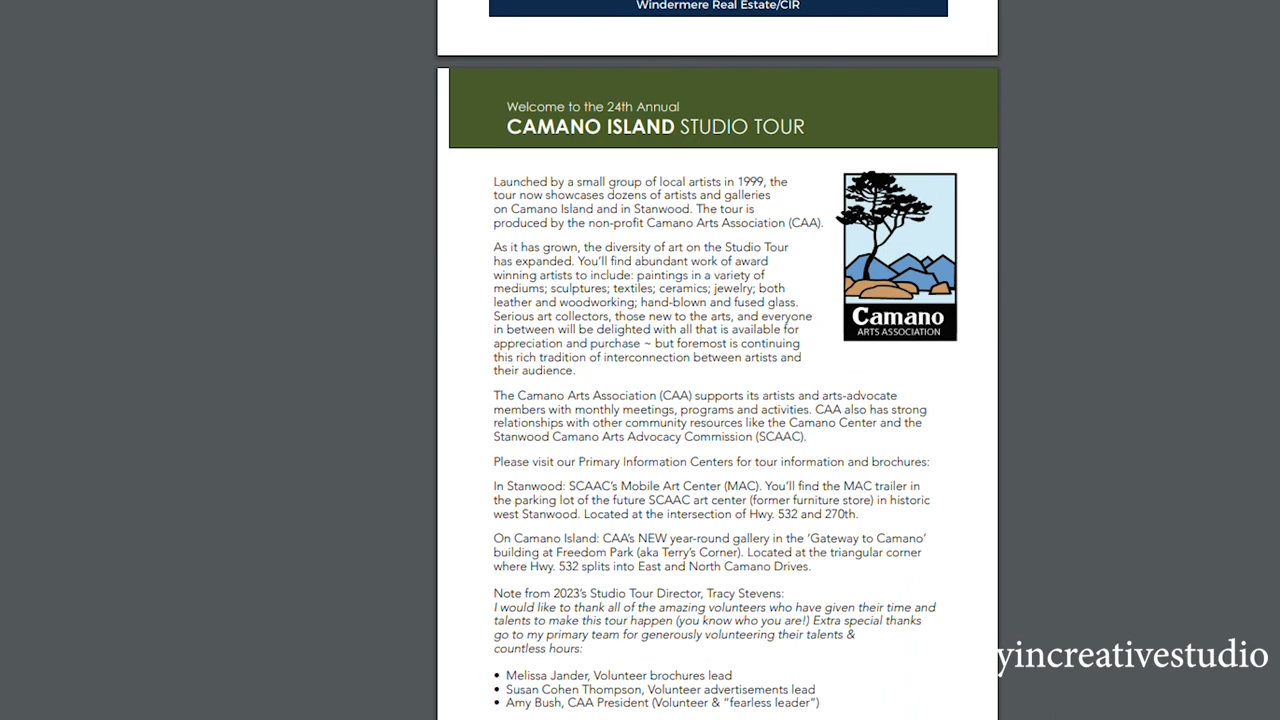 Windermere Real Estate/CIR
Welcome to the 24th Annual
CAMANO ISLAND STUDIO TOUR
Launched by a small group of local artists in 1999, the
tour now showcases dozens of artists and galleries
on Camano Island and in Stanwood. The tour is
produced by the non-profit Camano Arts Association (CAA).
As it has grown, the diversity of art on the Studio Tour
has expanded. You'll find abundant work of award
winning artists to include: paintings in a variety of
mediums; sculptures; textiles; ceramics; jewelry; both
leather and woodworking; hand-blown and fused glass.
Serious art collectors, those new to the arts, and everyone
in between will be delighted with all that is available for
appreciation and purchase ~ but foremost is continuing
this rich tradition of interconnection between artists and
their audience.
Camano
ARTS ASSOCIATION
The Camano Arts Association (CAA) supports its artists and arts-advocate
members with monthly meetings, programs and activities. CAA also has strong
relationships with other community resources like the Camano Center and the
Stanwood Camano Arts Advocacy Commission (SCAAC).
Please visit our Primary Information Centers for tour information and brochures:
In Stanwood: SCAAC's Mobile Art Center (MAC). You'll find the MAC trailer in
the parking lot of the future SCAAC art center (former furniture store) in historic
west Stanwood. Located at the intersection of Hwy. 532 and 270th.
On Camano Island: CAA's NEW year-round gallery in the 'Gateway to Camano'
building at Freedom Park (aka Terry's Corner). Located at the triangular corner
where Hwy. 532 splits into East and North Camano Drives.
Note from 2023's Studio Tour Director, Tracy Stevens:
I would like to thank all of the amazing volunteers who have given their time and
talents to make this tour happen (you know who you are!) Extra special thanks
go to my primary team for generously volunteering their talents &
countless hours:
• Melissa Jander, Volunteer brochures lead
• Susan Cohen Thompson, Volunteer advertisements lead
• Amy Bush, CAA President (Volunteer & "fearless leader")
yincreativestudio